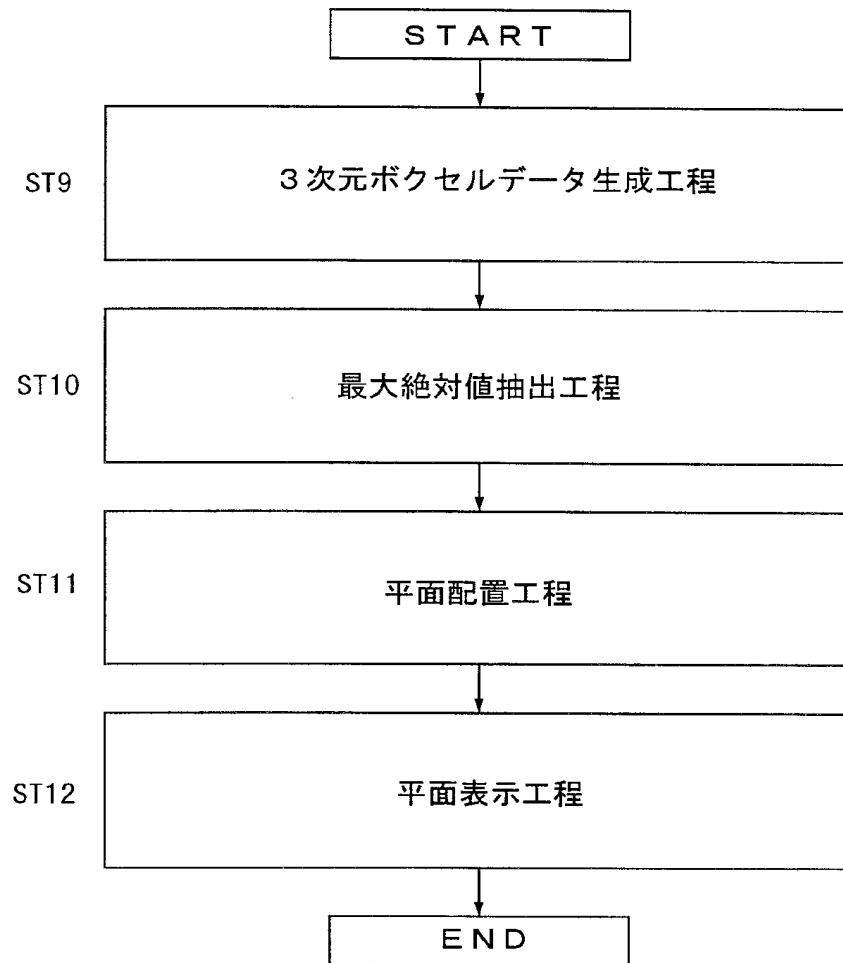 START
ST9
3次元ボクセルデータ生成工程
ST10
最大絶対値抽出工程
ST11
平面配置工程
ST12
平面表示工程
END